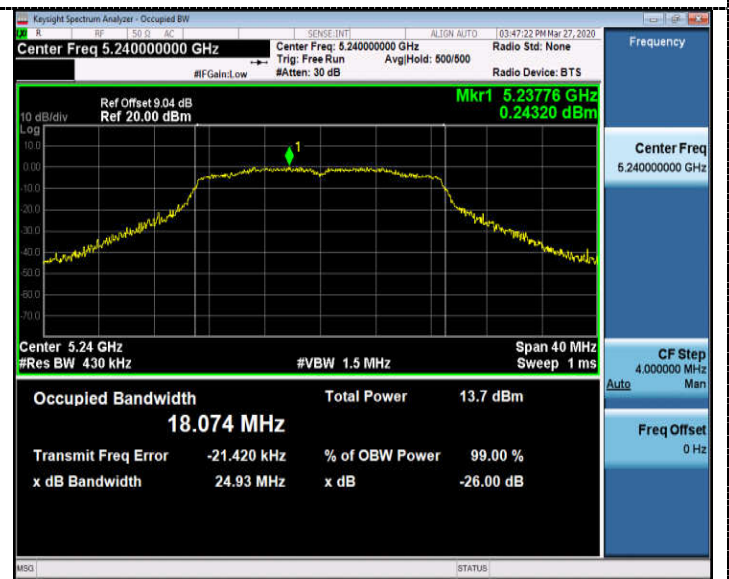 Keysight Spectrum Analyzer - Occupied BW
R RF 50 Ω AC SENSE:INT ALIGN AUTO 03:47:22 PM Mar 27, 2020
Center Freq 5.240000000 GHz Center Freq: 5.240000000 GHz Radio Std: None Frequency
Trig: Free Run Avg|Hold: 500/500
#IFGain:Low #Atten: 30 dB Radio Device: BTS
Ref Offset 9.04 dB Mkr1 5.23776 GHz
10 dB/div Ref 20.00 dBm 0.24320 dBm
Log
10.0
1
0.00
-10.0
-20.0
-30.0
-40.0
-50.0
-60.0
-70.0
Center Freq
5.240000000 GHz
Center 5.24 GHz Span 40 MHz
#Res BW 430 kHz #VBW 1.5 MHz Sweep 1 ms
CF Step
4.000000 MHz
Auto Man
Occupied Bandwidth Total Power 13.7 dBm
18.074 MHz
Freq Offset
0 Hz
Transmit Freq Error -21.420 kHz % of OBW Power 99.00 %
x dB Bandwidth 24.93 MHz x dB -26.00 dB
MSG STATUS